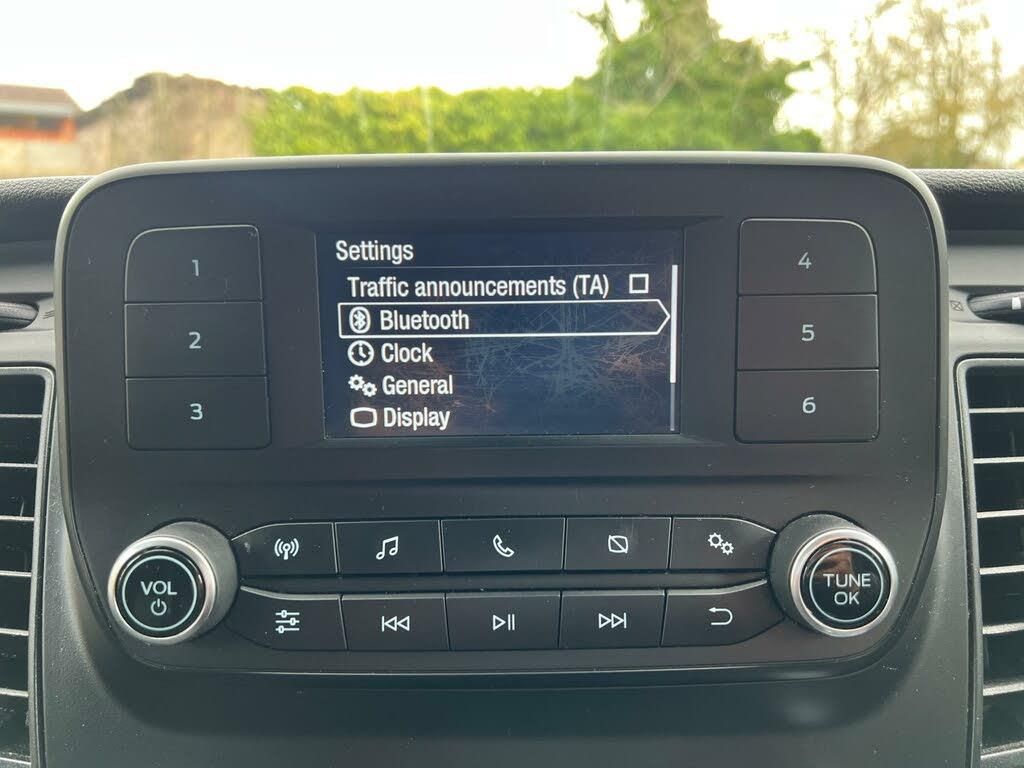 Settings
Traffic announcements (TA)
Bluetooth
Clock
General
Display
1
2
3
4
5
6
VOL
TUNE
OK